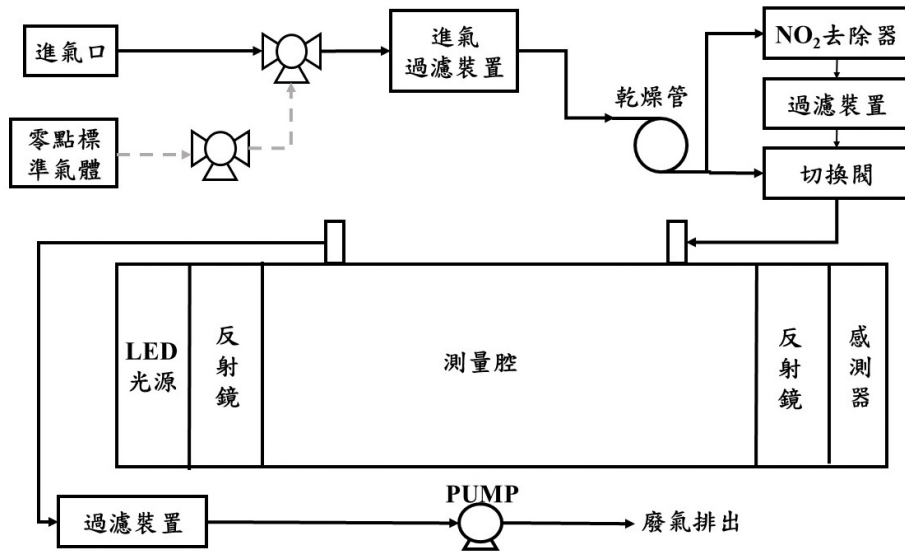 進氣口
進氣
過濾裝置
NO₂去除器
過濾裝置
切換閥
乾燥管
零點標
準氣體
LED
光源
反射鏡
測量腔
反射鏡
感測器
過濾裝置
PUMP
廢氣排出